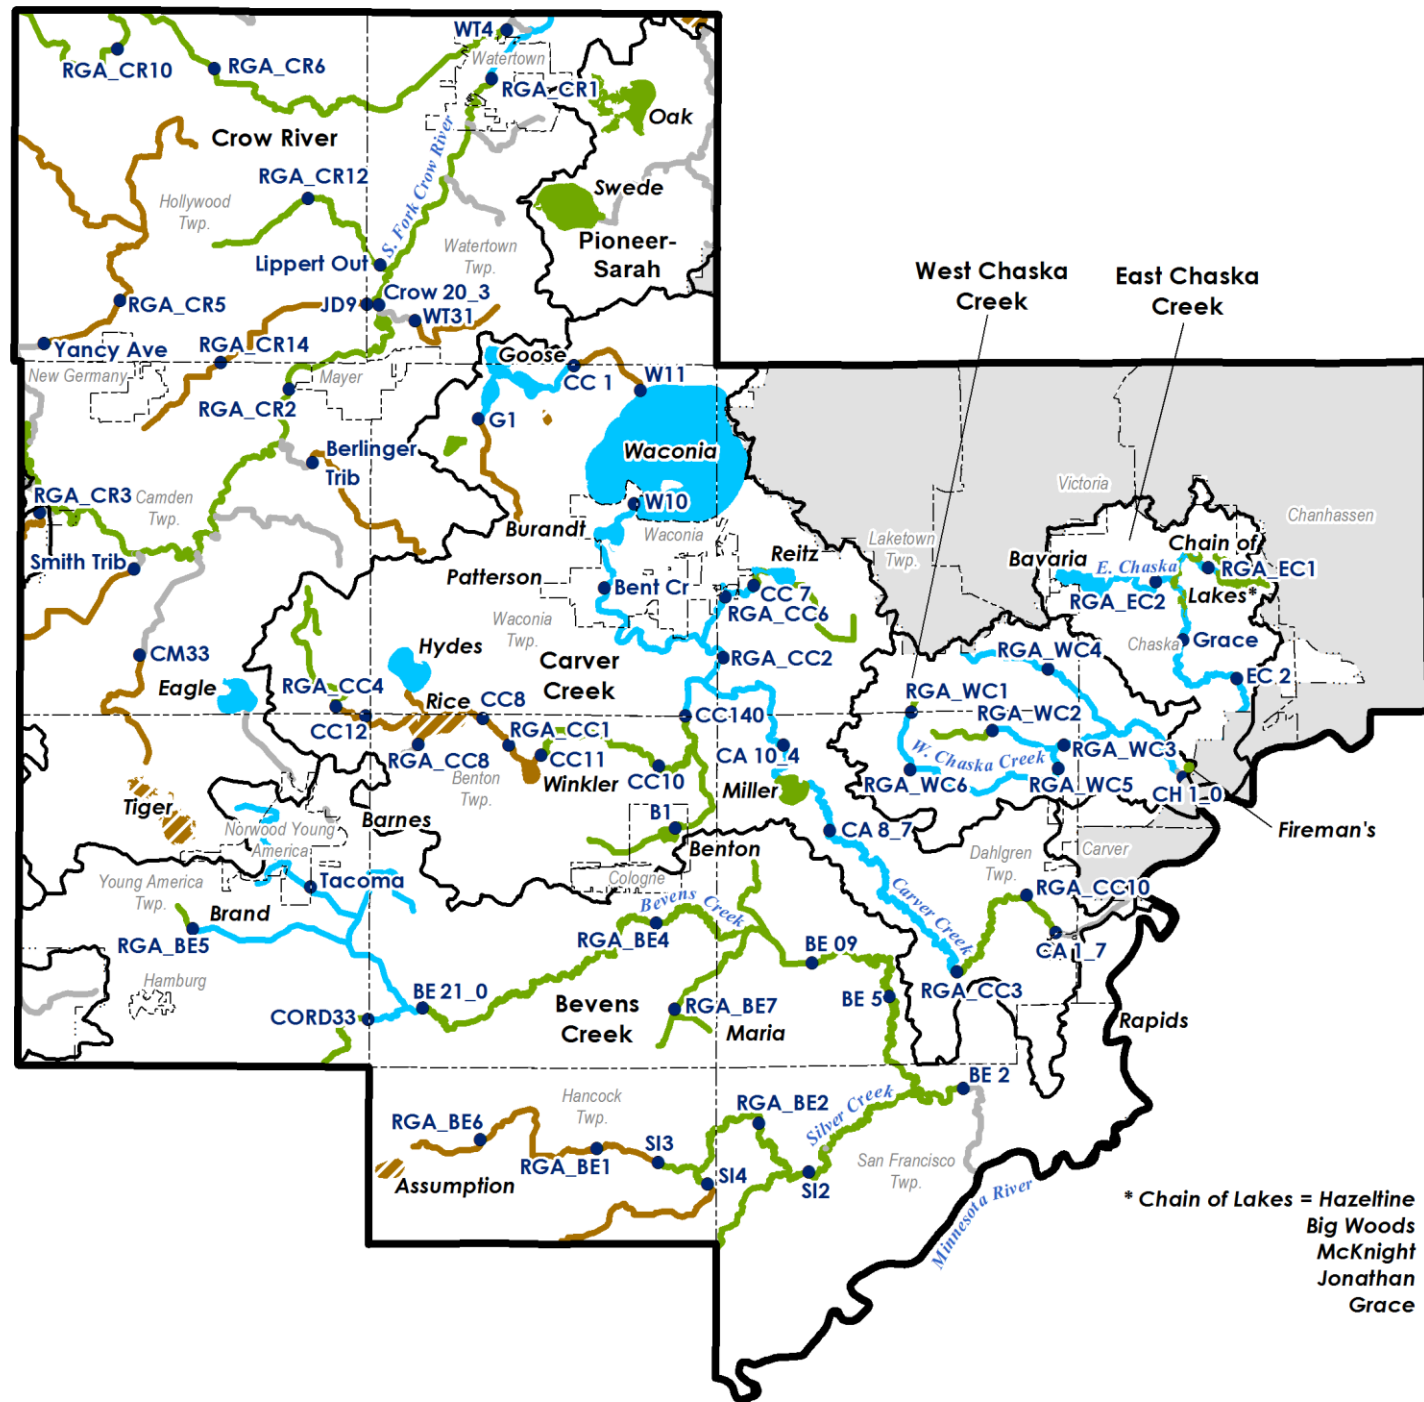 WT4
Watertown
RGA_CR10
RGA_CR6
RGA_CR1
Oak
Crow River
S. Fork Crow River
RGA_CR12
Hollywood
Twp.
Swede
Pioneer-
Sarah
Watertown
Twp.
Lippert Out
West Chaska
Creek
East Chaska
Creek
RGA_CR5
JD9
Crow 20_3
WT31
Yancy Ave
RGA_CR14
Goose
CC 1
W11
New Germany
Mayer
RGA_CR2
G1
Berlinger
Trib
Waconia
RGA_CR3
Camden
Twp.
W10
Victoria
Chanhassen
Burandt
Waconia
Laketown
Twp.
Smith Trib
Patterson
Bent Cr
Reitz
CC 7
RGA_CC6
Bavaria
E. Chaska
Chain of
Lakes*
RGA_EC1
RGA_EC2
Waconia
Twp.
Chaska
Grace
CM33
Hydes
Carver
Creek
RGA_CC2
RGA_WC4
EC 2
Eagle
RGA_CC4
Rice
CC8
RGA_WC1
RGA_WC2
CC12
RGA_CC8
RGA_CC1
CC11
CC140
CA 10_4
RGA_WC3
W. Chaska Creek
Benton
Twp.
Winkler
CC10
Miller
RGA_WC6
RGA_WC5
CH 1_0
Tiger
Barnes
B1
CA 8_7
Fireman's
Norwood Young
America
Benton
Dahlgren
Twp.
Carver
Young America
Twp.
Tacoma
Cologne
RGA_CC10
Brand
Bevens Creek
Carver Creek
RGA_BE5
RGA_BE4
BE 09
CA 1_7
Hamburg
BE 21_0
BE 5
RGA_CC3
CORD33
Bevens
Creek
RGA_BE7
Maria
Rapids
BE 2
Hancock
Twp.
RGA_BE6
RGA_BE2
Silver Creek
RGA_BE1
SI3
Assumption
SI4
SI2
San Francisco
Twp.
Minnesota River
* Chain of Lakes = Hazeltine
Big Woods
McKnight
Jonathan
Grace